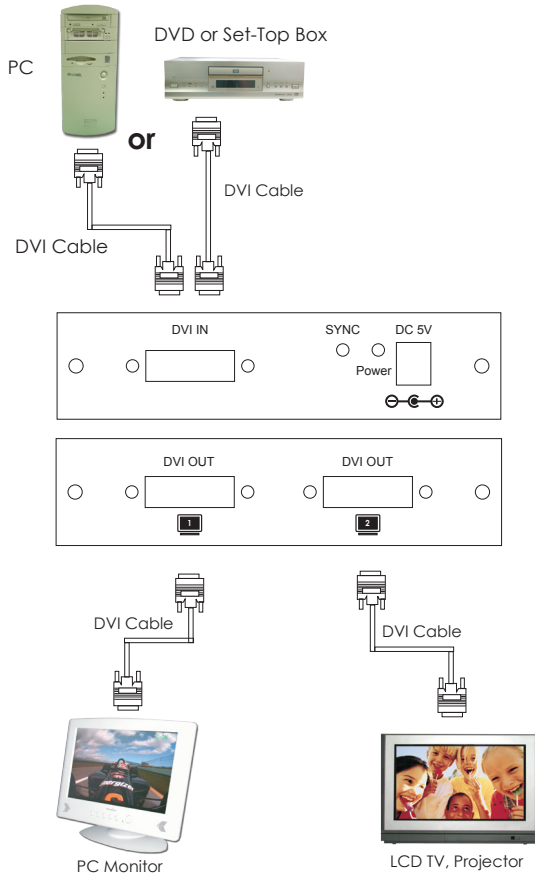 DVD or Set-Top Box
PC
or
DVI Cable
DVI Cable
DVI IN
SYNC
DC 5V
Power
DVI OUT
DVI OUT
1
2
DVI Cable
DVI Cable
energizer
PC Monitor
LCD TV, Projector